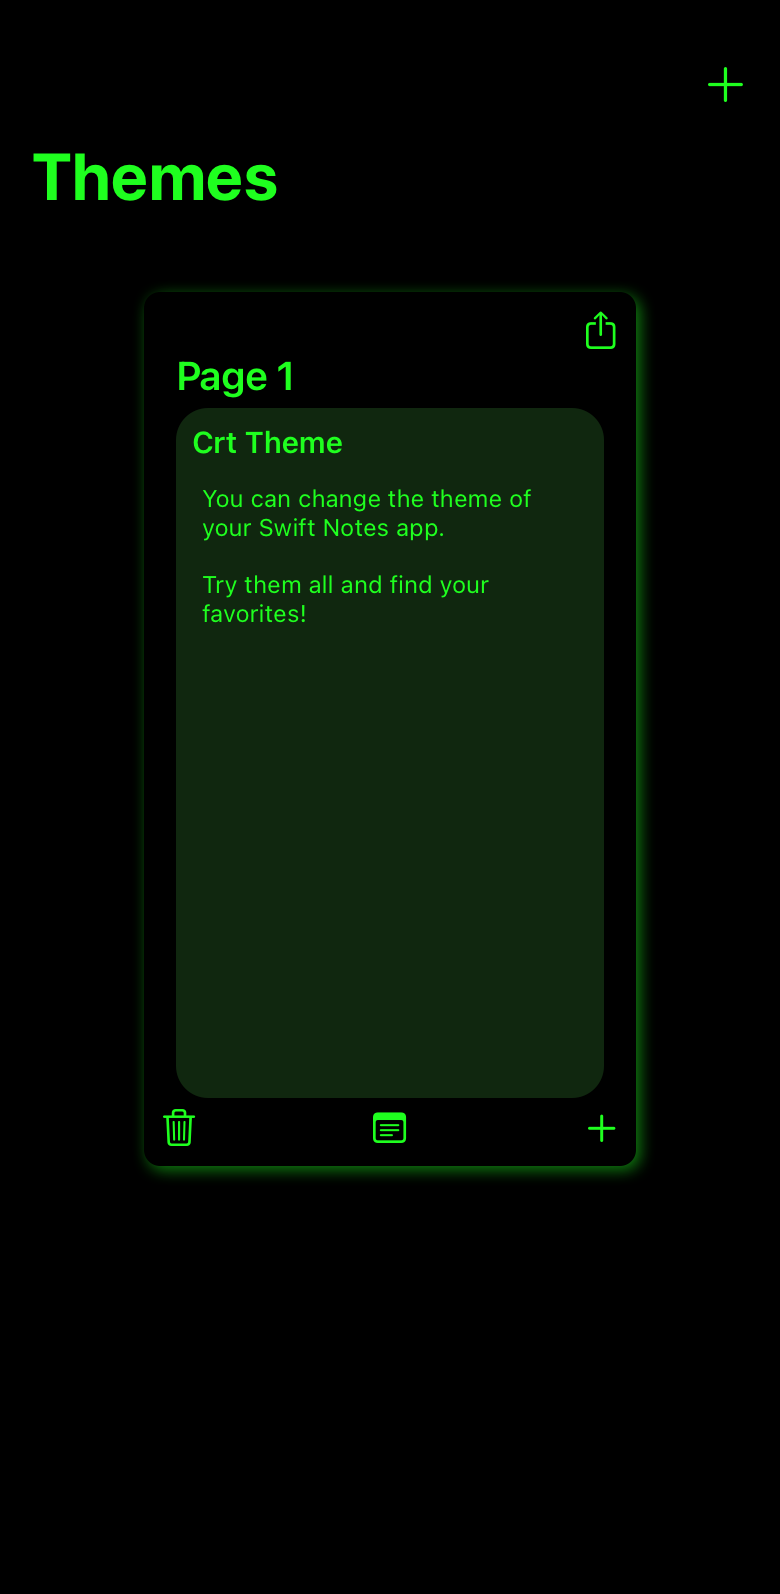 Themes
Page 1
Crt Theme
You can change the theme of
your Swift Notes app.
Try them all and find your
favorites!